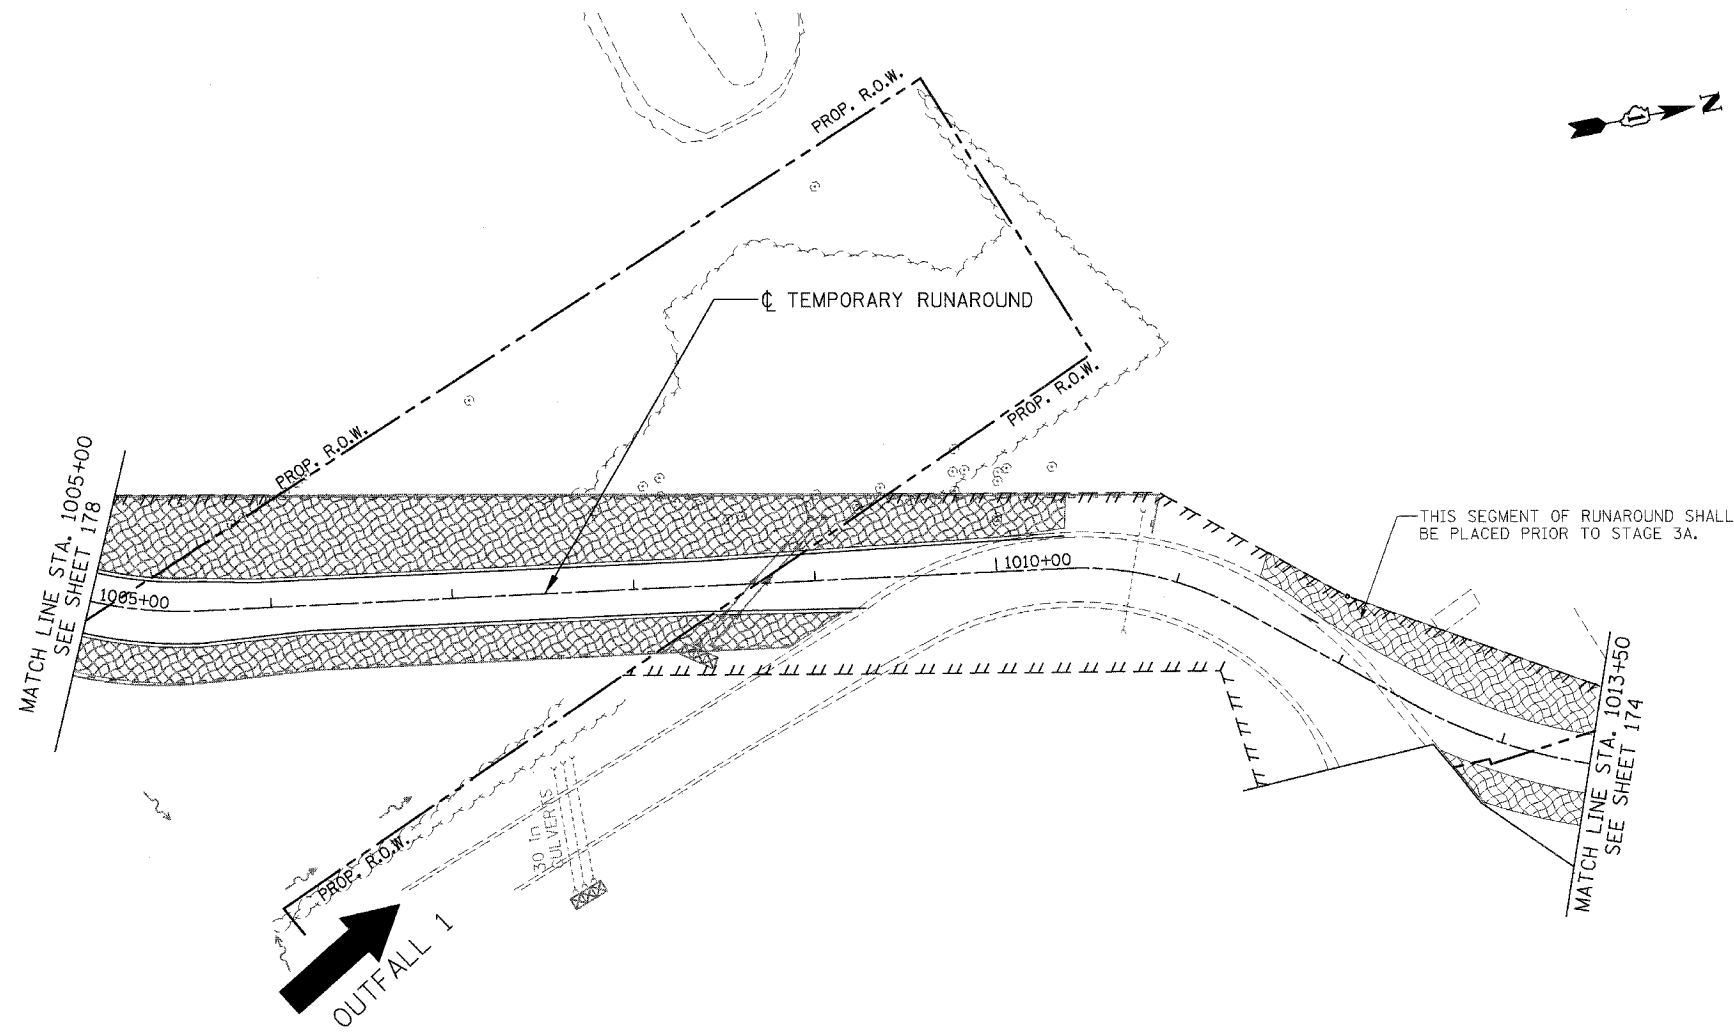 PROP. R.O.W.
N
℄ TEMPORARY RUNAROUND
PROP. R.O.W.
PROP. R.O.W.
MATCH LINE STA. 1005+00
SEE SHEET 178
THIS SEGMENT OF RUNAROUND SHALL
BE PLACED PRIOR TO STAGE 3A.
1010+00
1005+00
MATCH LINE STA. 1013+50
SEE SHEET 174
30 In
CULVERTS
PROP. R.O.W.
OUTFALL 1